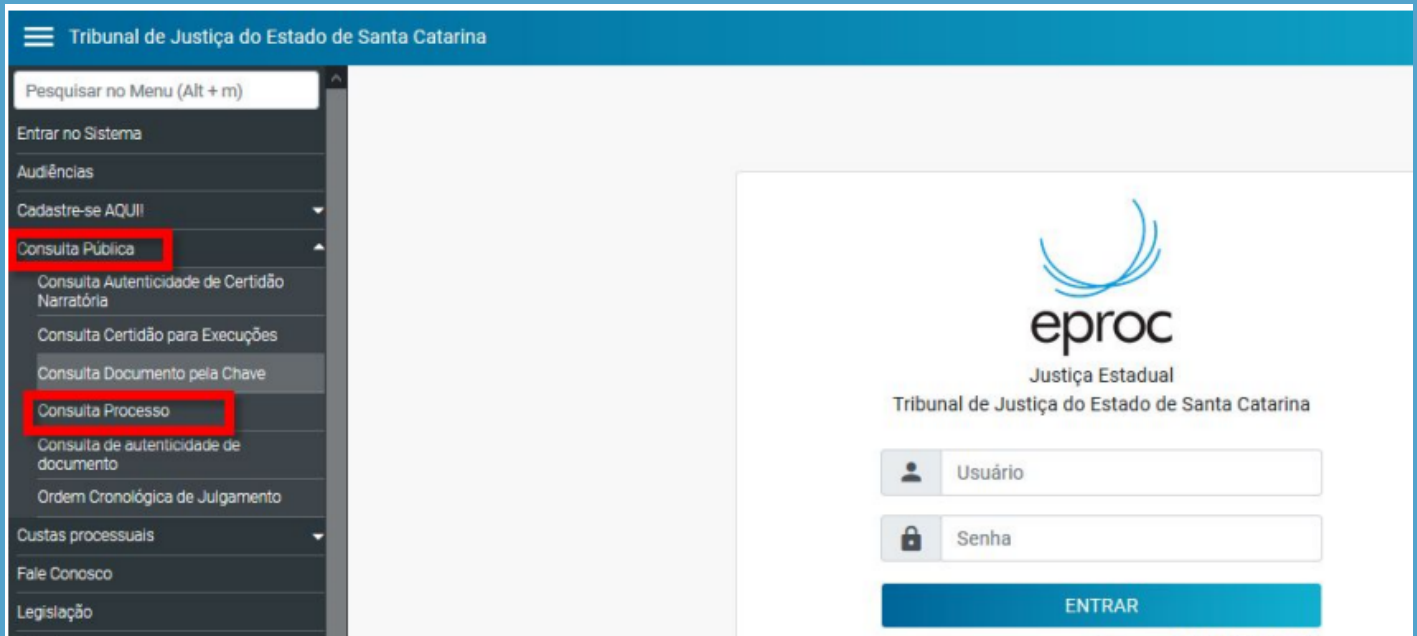 Tribunal de Justiça do Estado de Santa Catarina
Pesquisar no Menu (Alt + m)
Entrar no Sistema
Audiências
Cadastre-se AQUI!
Consulta Pública
Consulta Autenticidade de Certidão
Narratória
Consulta Certidão para Execuções
Consulta Documento pela Chave
Consulta Processo
Consulta de autenticidade de
documento
Ordem Cronológica de Julgamento
Custas processuais
Fale Conosco
Legislação
eproc
Justiça Estadual
Tribunal de Justiça do Estado de Santa Catarina
Usuário
Senha
ENTRAR